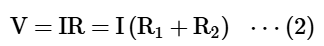 V = IR = I(R₁ + R₂)   ⋯(2)